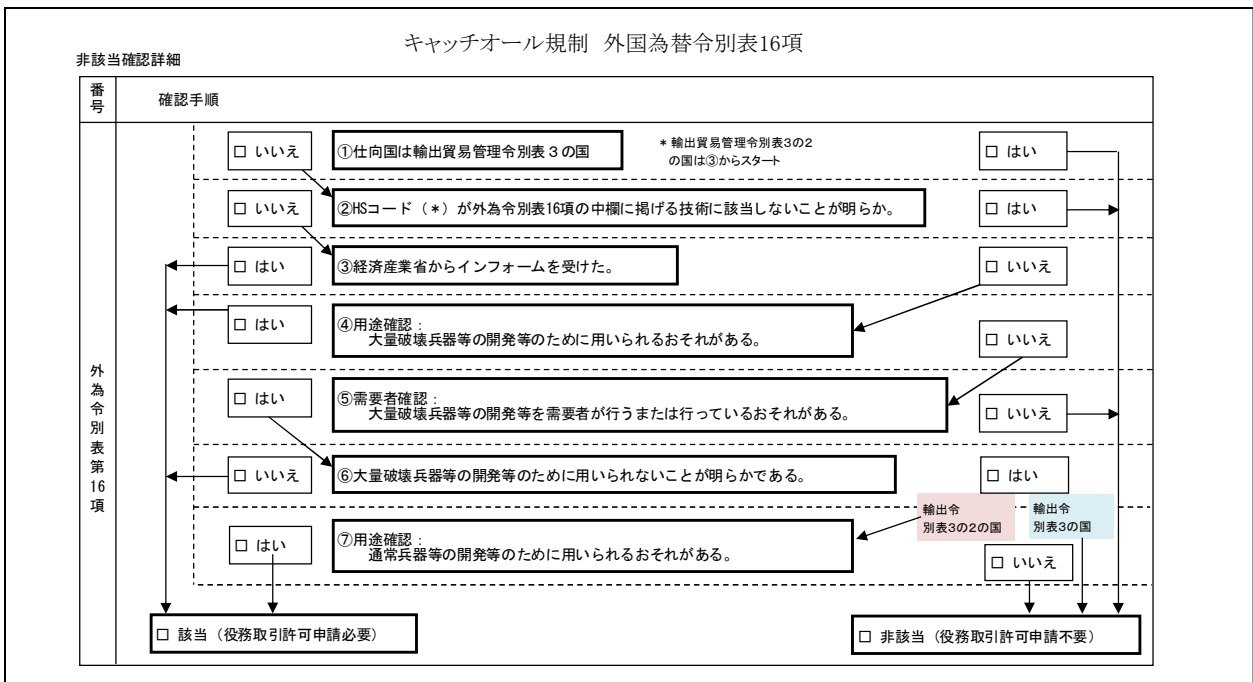 キャッチオール規制 外国為替令別表16項
非該当確認詳細
番号
確認手順
外為令別表第16項
□ いいえ
①仕向国は輸出貿易管理令別表３の国
* 輸出貿易管理令別表3の2
の国は③からスタート
□ はい
□ いいえ
②HSコード（*）が外為令別表16項の中欄に掲げる技術に該当しないことが明らか。
□ はい
□ はい
③経済産業省からインフォームを受けた。
□ いいえ
□ はい
④用途確認：
大量破壊兵器等の開発等のために用いられるおそれがある。
□ いいえ
□ はい
⑤需要者確認：
大量破壊兵器等の開発等を需要者が行うまたは行っているおそれがある。
□ いいえ
□ いいえ
⑥大量破壊兵器等の開発等のために用いられないことが明らかである。
□ はい
輸出令
別表3の2の国
輸出令
別表3の国
□ はい
⑦用途確認：
通常兵器等の開発等のために用いられるおそれがある。
□ いいえ
□ 該当（役務取引許可申請必要）
□ 非該当（役務取引許可申請不要）